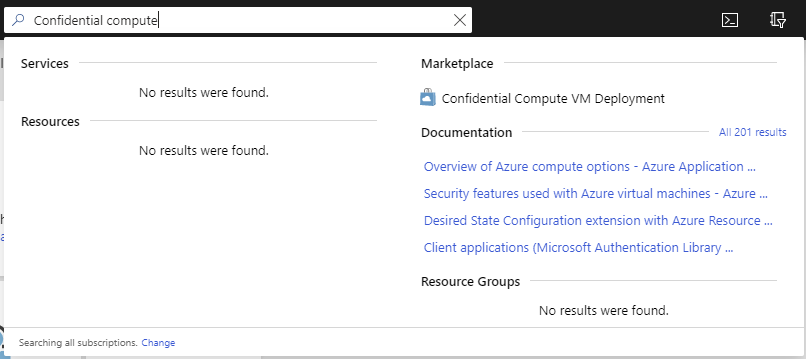 Confidential compute
Services
No results were found.
Resources
No results were found.
Marketplace
Confidential Compute VM Deployment
Documentation
All 201 results
Overview of Azure compute options - Azure Application ...
Security features used with Azure virtual machines - Azure ...
Desired State Configuration extension with Azure Resource ...
Client applications (Microsoft Authentication Library ...
Resource Groups
No results were found.
Searching all subscriptions. Change